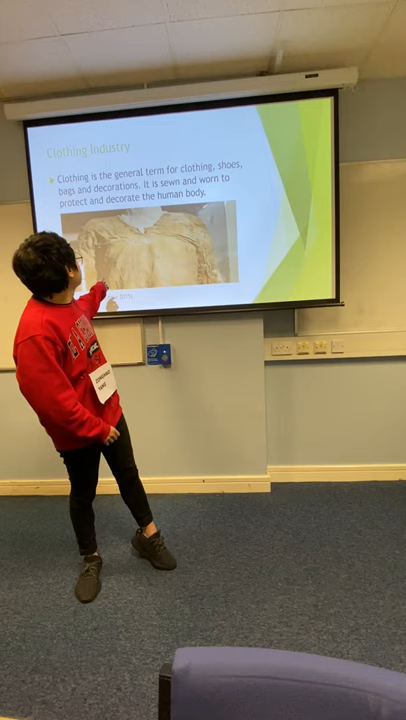 Clothing Industry
Clothing is the general term for clothing, shoes,
bags and decorations. It is sewn and worn to
protect and decorate the human body.
YANG